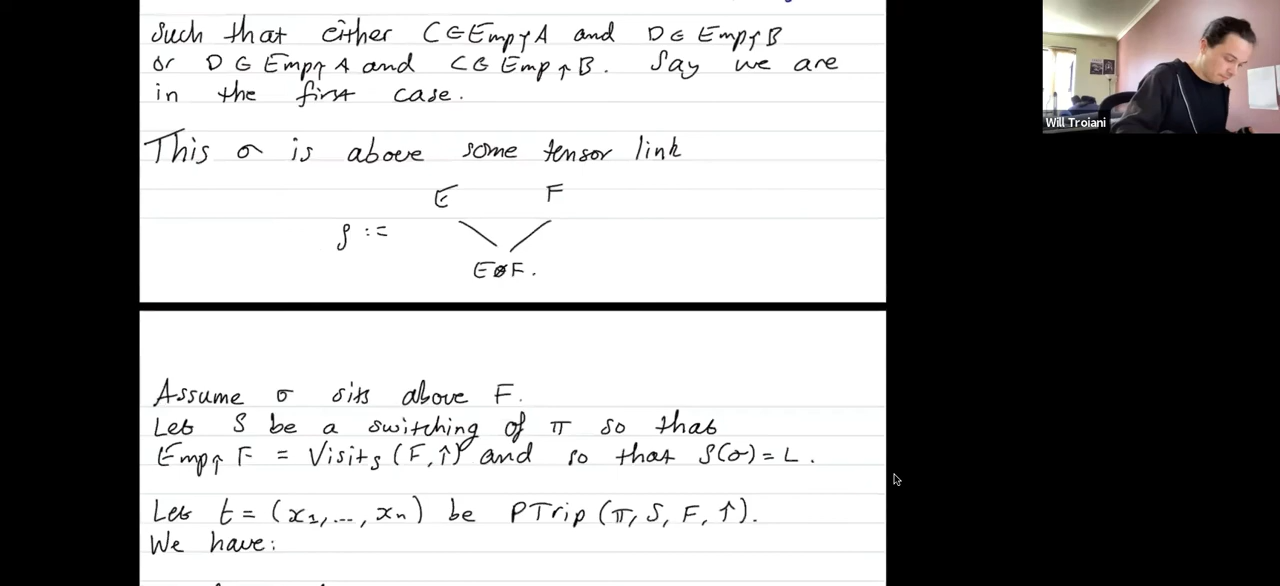 Such that either C∈Emp↑A and D∈Emp↑B
or D∈Emp↑A and C∈Emp↑B. Say we are
in the first case.
This σ is above some tensor link
E F
ρ :=
E⊗F.
Assume σ sits above F.
Let S be a switching of π so that
Emp↑ F = Visits (F,↑) and so that S(σ) = L.
Let t = (x₁,..., xₙ) be PTrip (π, S, F, ↑).
We have:
Will Troiani